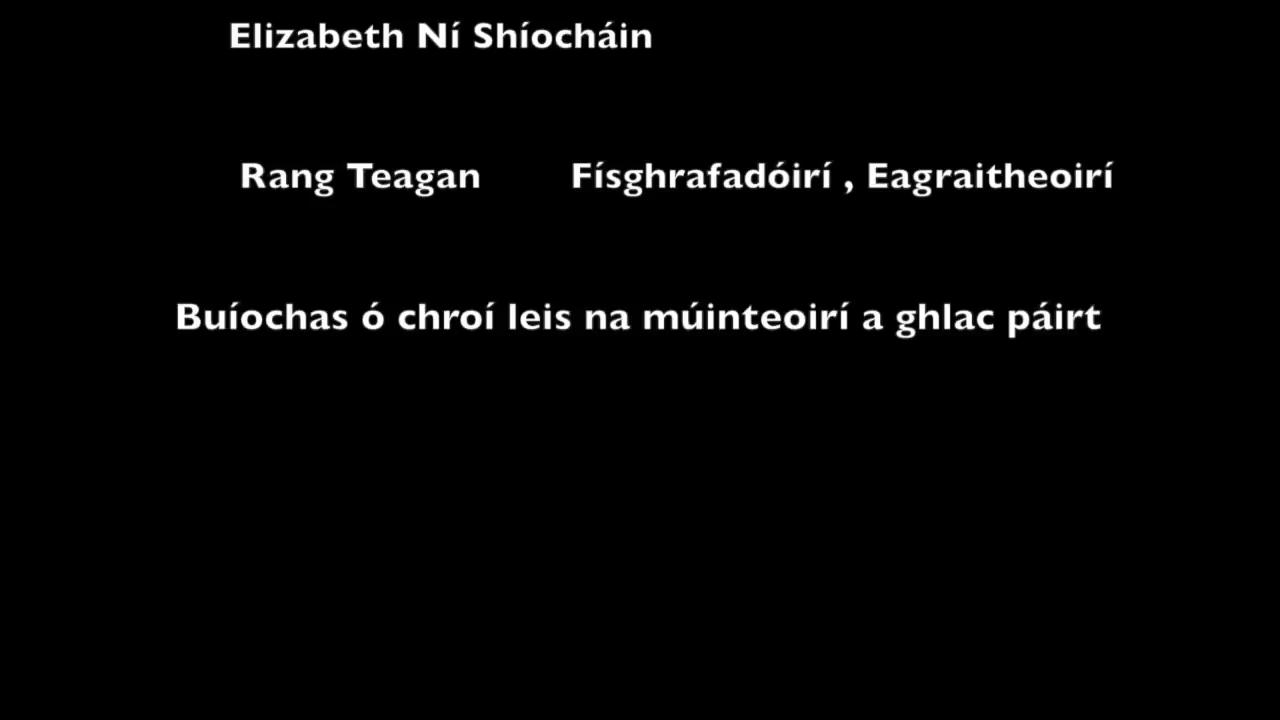 Elizabeth Ní Shíocháin
Rang Teagan Físghrafadóirí , Eagraitheoirí
Buíochas ó chroí leis na múinteoirí a ghlac páirt